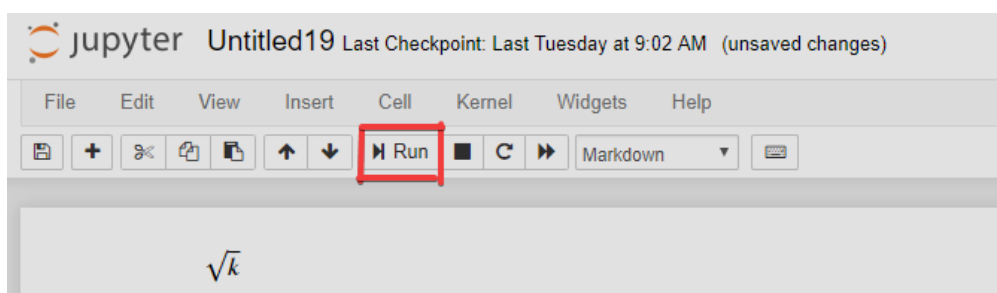 jupyter Untitled19 Last Checkpoint: Last Tuesday at 9:02 AM (unsaved changes)
File Edit View Insert Cell Kernel Widgets Help
Run Markdown
√k